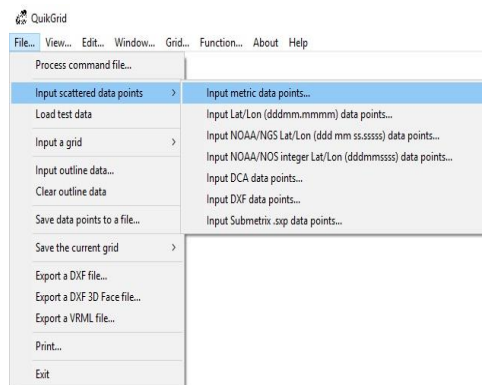 QuikGrid
File... View... Edit... Window... Grid... Function... About Help
Process command file...
Input scattered data points >
Load test data
Input a grid >
Input outline data...
Clear outline data
Save data points to a file...
Save the current grid >
Export a DXF file...
Export a DXF 3D Face file...
Export a VRML file...
Print...
Exit
Input metric data points...
Input Lat/Lon (dddmm.mmmm) data points...
Input NOAA/NGS Lat/Lon (ddd mm ss.sssss) data points...
Input NOAA/NOS integer Lat/Lon (dddmmssss) data points...
Input DCA data points...
Input DXF data points...
Input Submetrix .sxp data points...